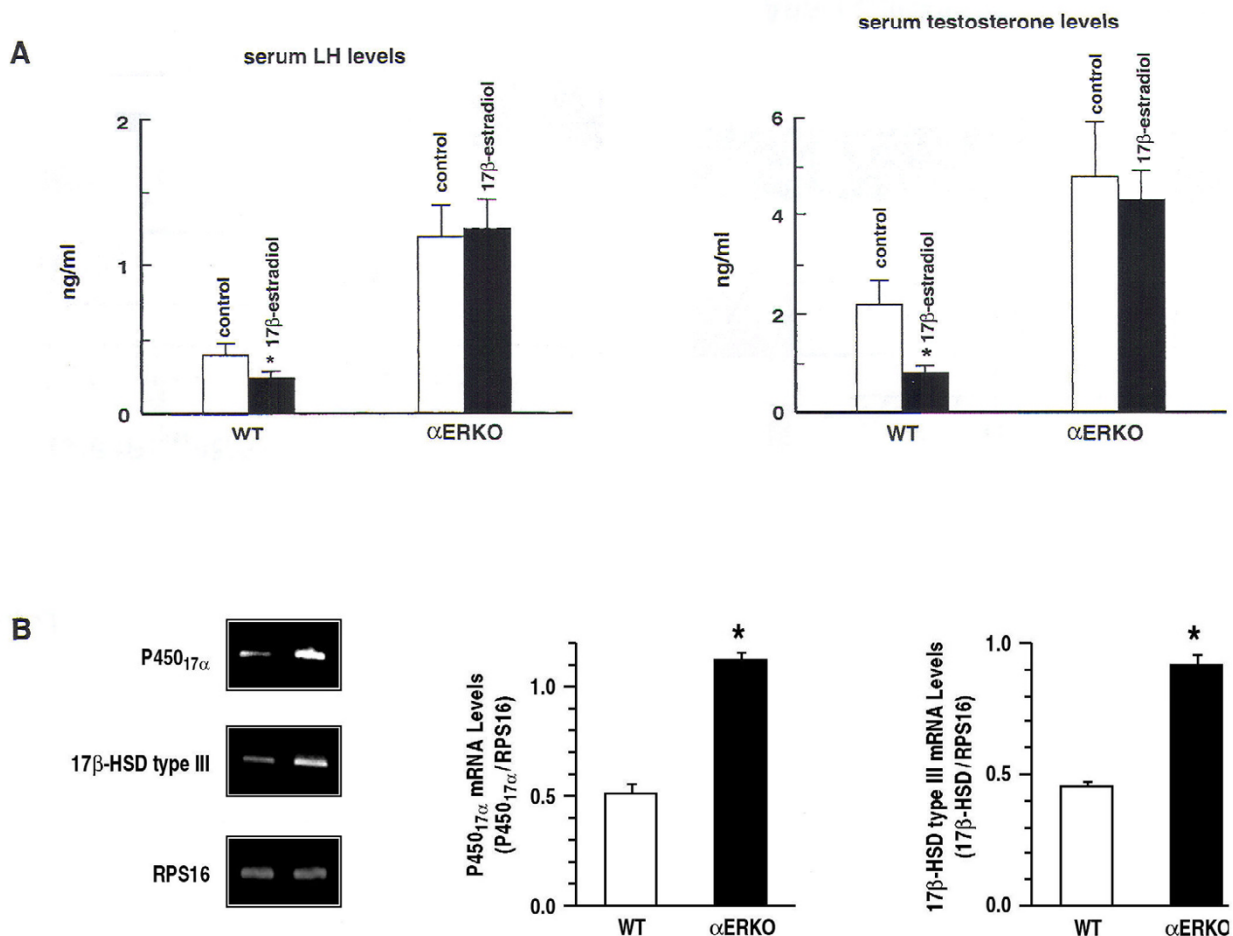 A
serum LH levels
ng/ml
2
1
0
control
* 17β-estradiol
control
17β-estradiol
WT
αERKO
serum testosterone levels
ng/ml
6
4
2
0
control
* 17β-estradiol
control
17β-estradiol
WT
αERKO
B
P450₁₇α
17β-HSD type III
RPS16
P450₁₇α mRNA Levels
(P450₁₇α/RPS16)
1.0
0.5
0.0
*
WT
αERKO
17β-HSD type III mRNA Levels
(17β-HSD/RPS16)
1.0
0.5
0.0
*
WT
αERKO